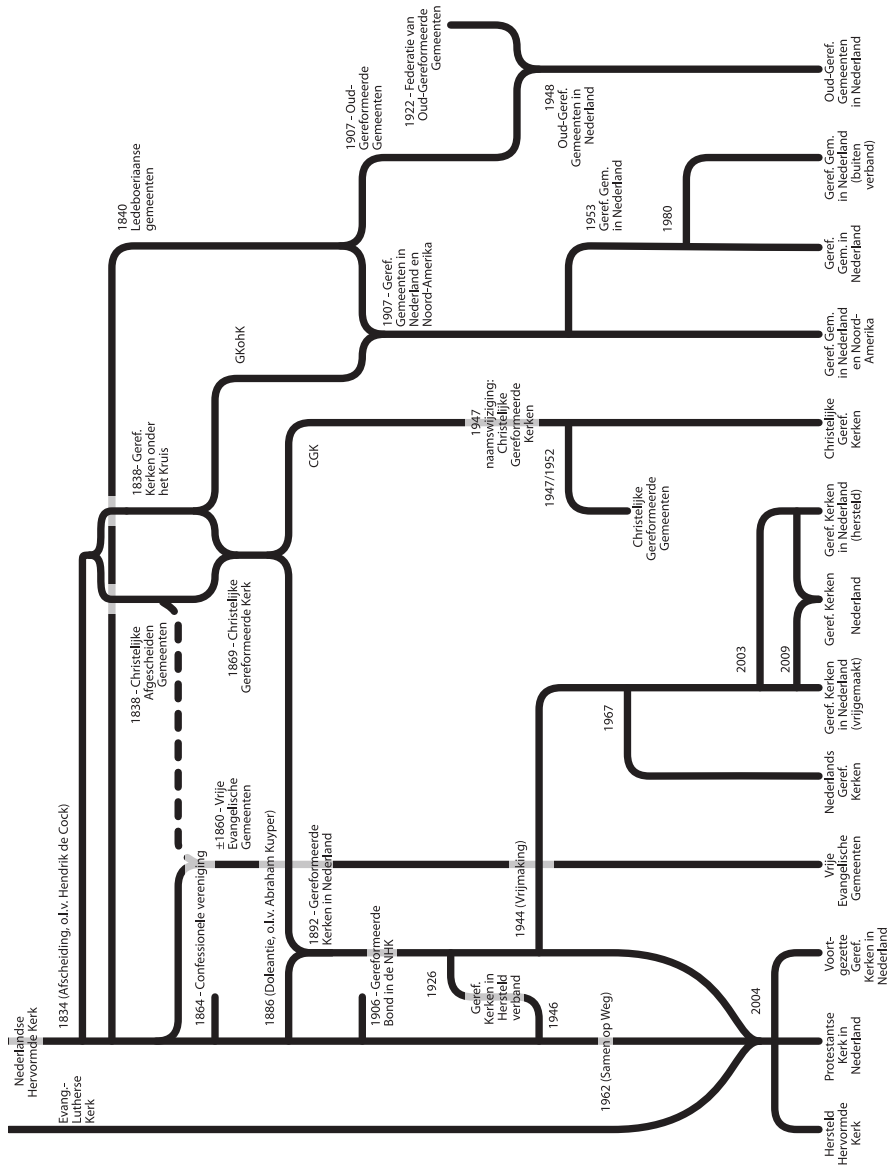 Nederlandse
Hervormde Kerk
Evang.-
Lutherse
Kerk
1834 (Afscheiding, o.l.v. Hendrik de Cock)
1840
Ledeboeriaanse
gemeenten
1838- Geref.
Kerken onder
het Kruis
1838 - Christelijke
Afgescheiden
Gemeenten
±1860 - Vrije
Evangelische
Gemeenten
1864 - Confessionele vereniging
1869 - Christelijke
Gereformeerde Kerk
GKohK
1886 (Doleantie, o.l.v. Abraham Kuyper)
1892 - Gereformeerde
Kerken in Nederland
CGK
1906 - Gereformeerde
Bond in de NHK
1907 - Oud-
Gereformeerde
Gemeenten
1907 - Geref.
Gemeenten in
Nederland en
Noord-Amerika
1922 - Federatie van
Oud-Gereformeerde
Gemeenten
1926
Geref.
Kerken in
Hersteld
verband
1946
1944 (Vrijmaking)
1947
naamswijziging:
Christelijke
Gereformeerde
Kerken
1947/1952
Christelijke
Gereformeerde
Gemeenten
1948
Oud-Geref.
Gemeenten in
Nederland
1953
Geref. Gem.
in Nederland
1962 (Samen op Weg)
1967
1980
2003
2009
2004
Hersteld
Hervormde
Kerk
Protestantse
Kerk in
Nederland
Voort-
gezette
Geref.
Kerken in
Nederland
Vrije
Evangelische
Gemeenten
Nederlands
Geref.
Kerken
Geref. Kerken
in Nederland
(vrijgemaakt)
Geref. Kerken
Nederland
Geref. Kerken
in Nederland
(hersteld)
Christelijke
Geref.
Kerken
Geref. Gem.
in Nederland
en Noord-
Amerika
Geref.
Gem. in
Nederland
Geref. Gem.
in Nederland
(buiten
verband)
Oud-Geref.
Gemeenten
in Nederland